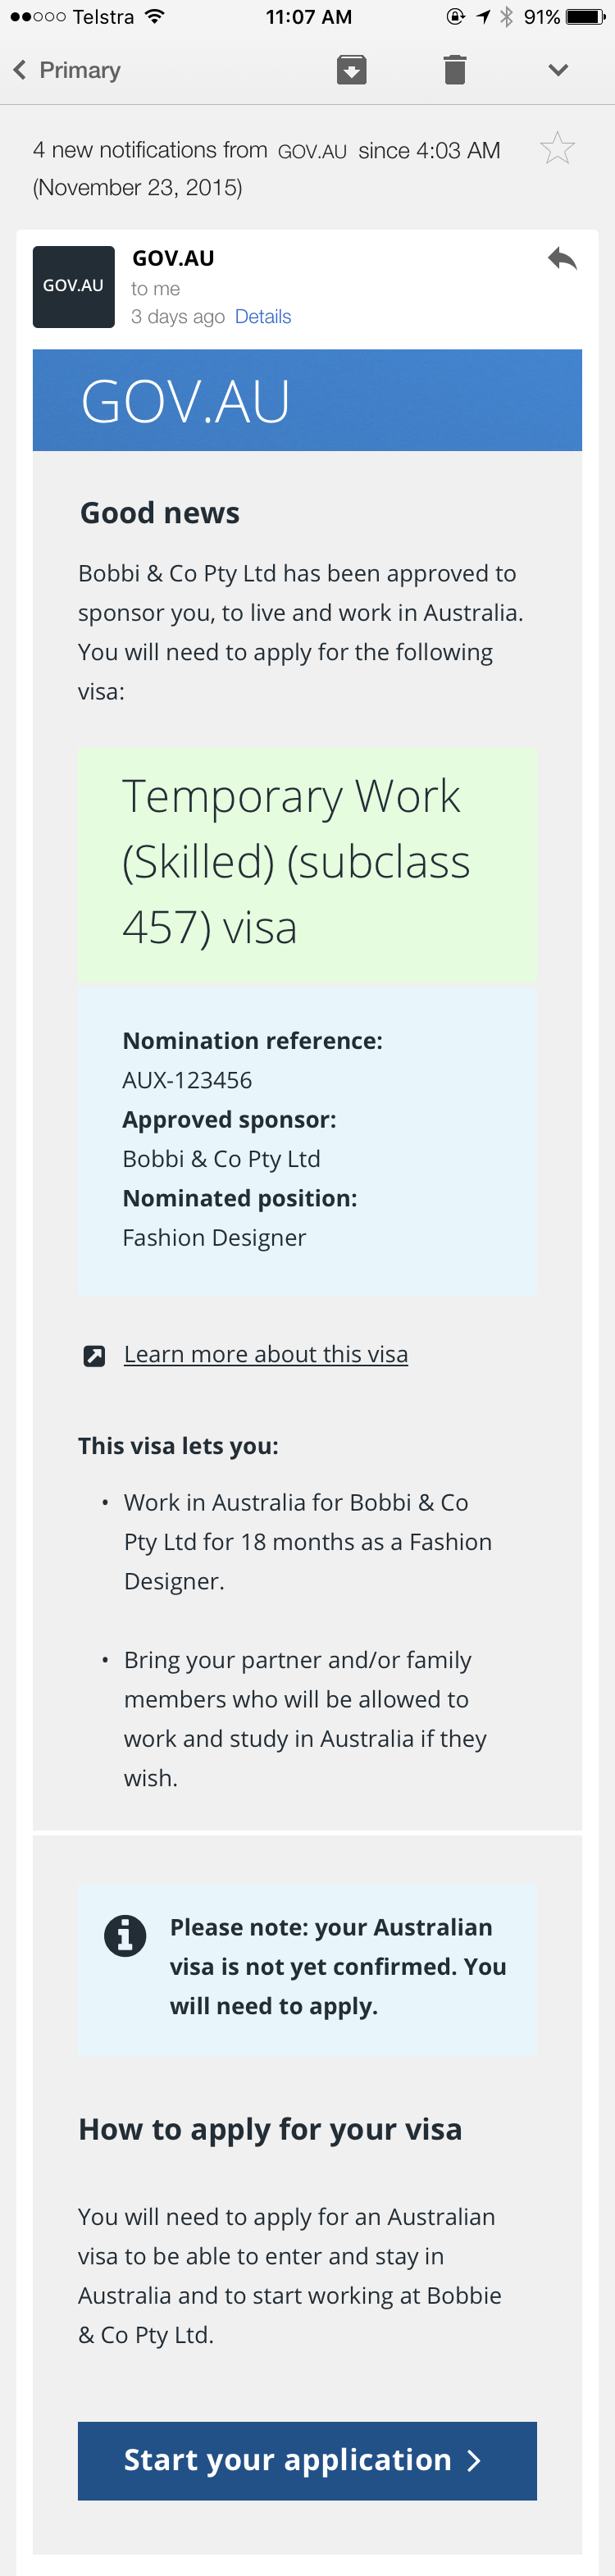 Telstra 11:07 AM 91%
Primary
4 new notifications from GOV.AU since 4:03 AM
(November 23, 2015)
GOV.AU
GOV.AU
to me
3 days ago Details
GOV.AU
Good news
Bobbi & Co Pty Ltd has been approved to
sponsor you, to live and work in Australia.
You will need to apply for the following
visa:
Temporary Work
(Skilled) (subclass
457) visa
Nomination reference:
AUX-123456
Approved sponsor:
Bobbi & Co Pty Ltd
Nominated position:
Fashion Designer
Learn more about this visa
This visa lets you:
• Work in Australia for Bobbi & Co
Pty Ltd for 18 months as a Fashion
Designer.
• Bring your partner and/or family
members who will be allowed to
work and study in Australia if they
wish.
Please note: your Australian
visa is not yet confirmed. You
will need to apply.
How to apply for your visa
You will need to apply for an Australian
visa to be able to enter and stay in
Australia and to start working at Bobbie
& Co Pty Ltd.
Start your application >